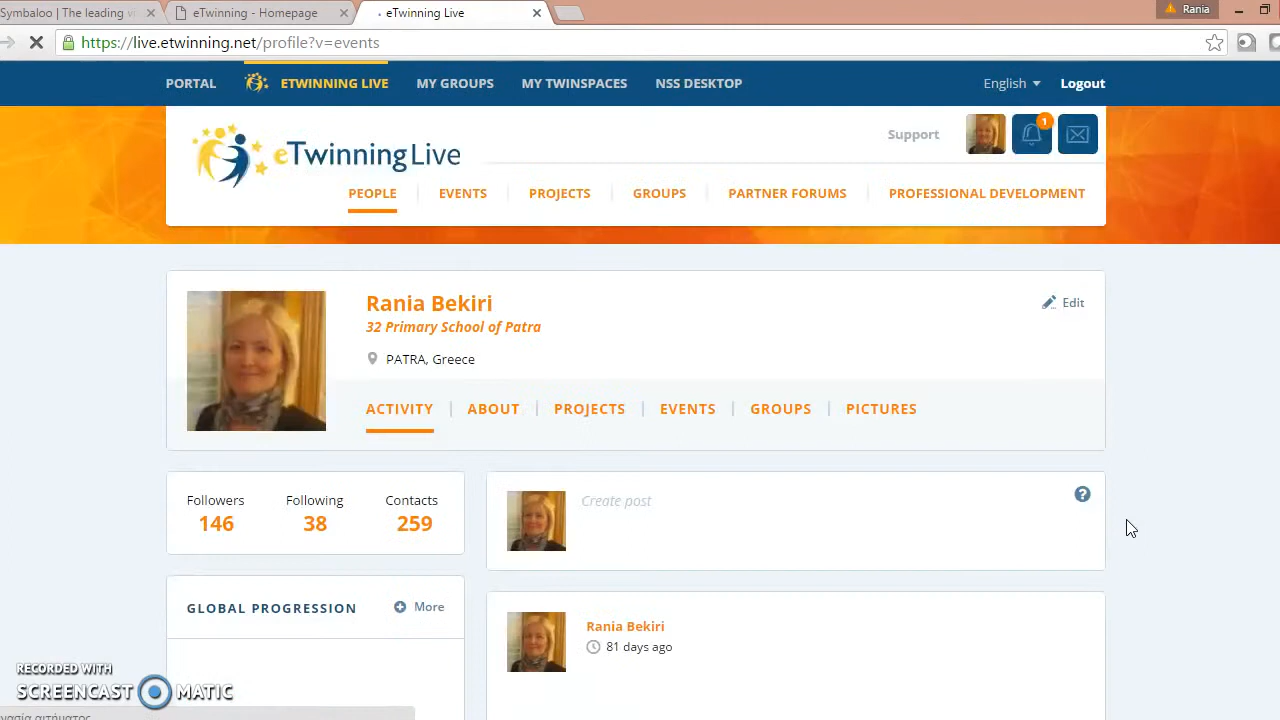 Symbaloo | The leading v
eTwinning - Homepage
eTwinning Live
Rania
https://live.etwinning.net/profile?v=events
PORTAL
ETWINNING LIVE
MY GROUPS
MY TWINSPACES
NSS DESKTOP
English
Logout
eTwinning Live
Support
1
PEOPLE
EVENTS
PROJECTS
GROUPS
PARTNER FORUMS
PROFESSIONAL DEVELOPMENT
Rania Bekiri
32 Primary School of Patra
PATRA, Greece
Edit
ACTIVITY
ABOUT
PROJECTS
EVENTS
GROUPS
PICTURES
Followers
146
Following
38
Contacts
259
Create post
GLOBAL PROGRESSION
More
Rania Bekiri
81 days ago
RECORDED WITH
SCREENCAST MATIC